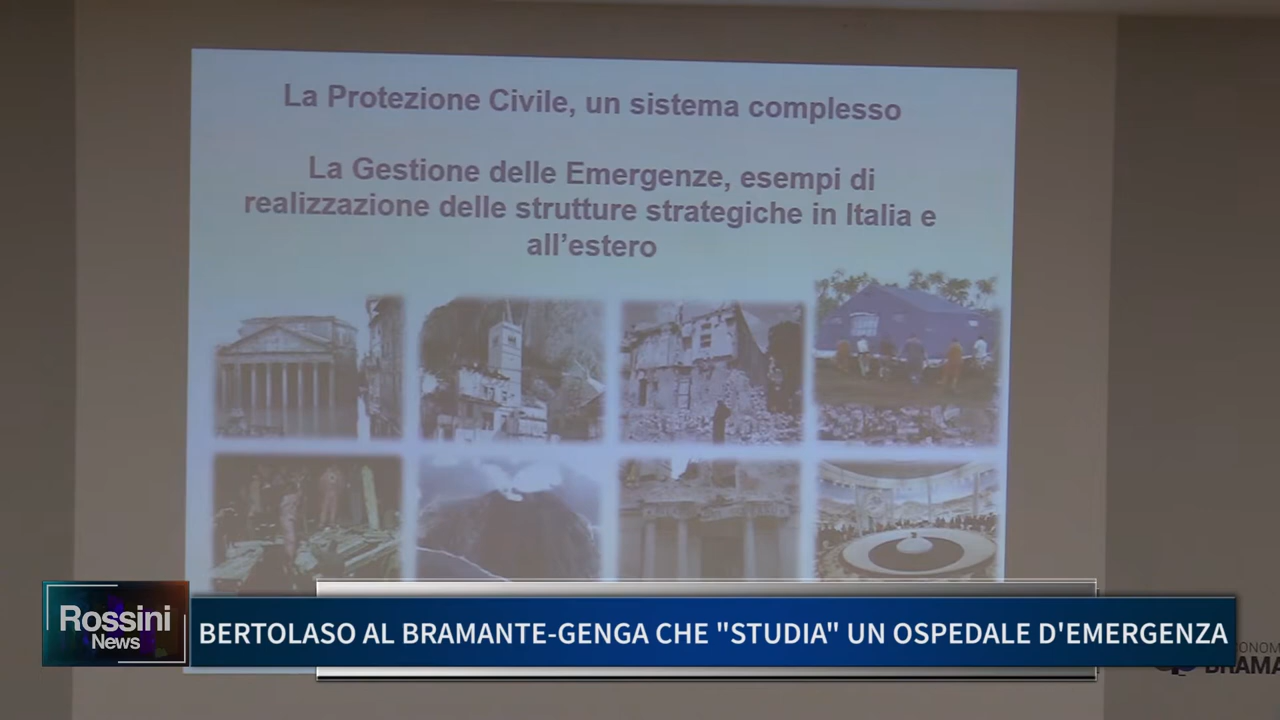 La Protezione Civile, un sistema complesso
La Gestione delle Emergenze, esempi di
realizzazione delle strutture strategiche in Italia e
all'estero
Rossini
News
BERTOLASO AL BRAMANTE-GENGA CHE "STUDIA" UN OSPEDALE D'EMERGENZA